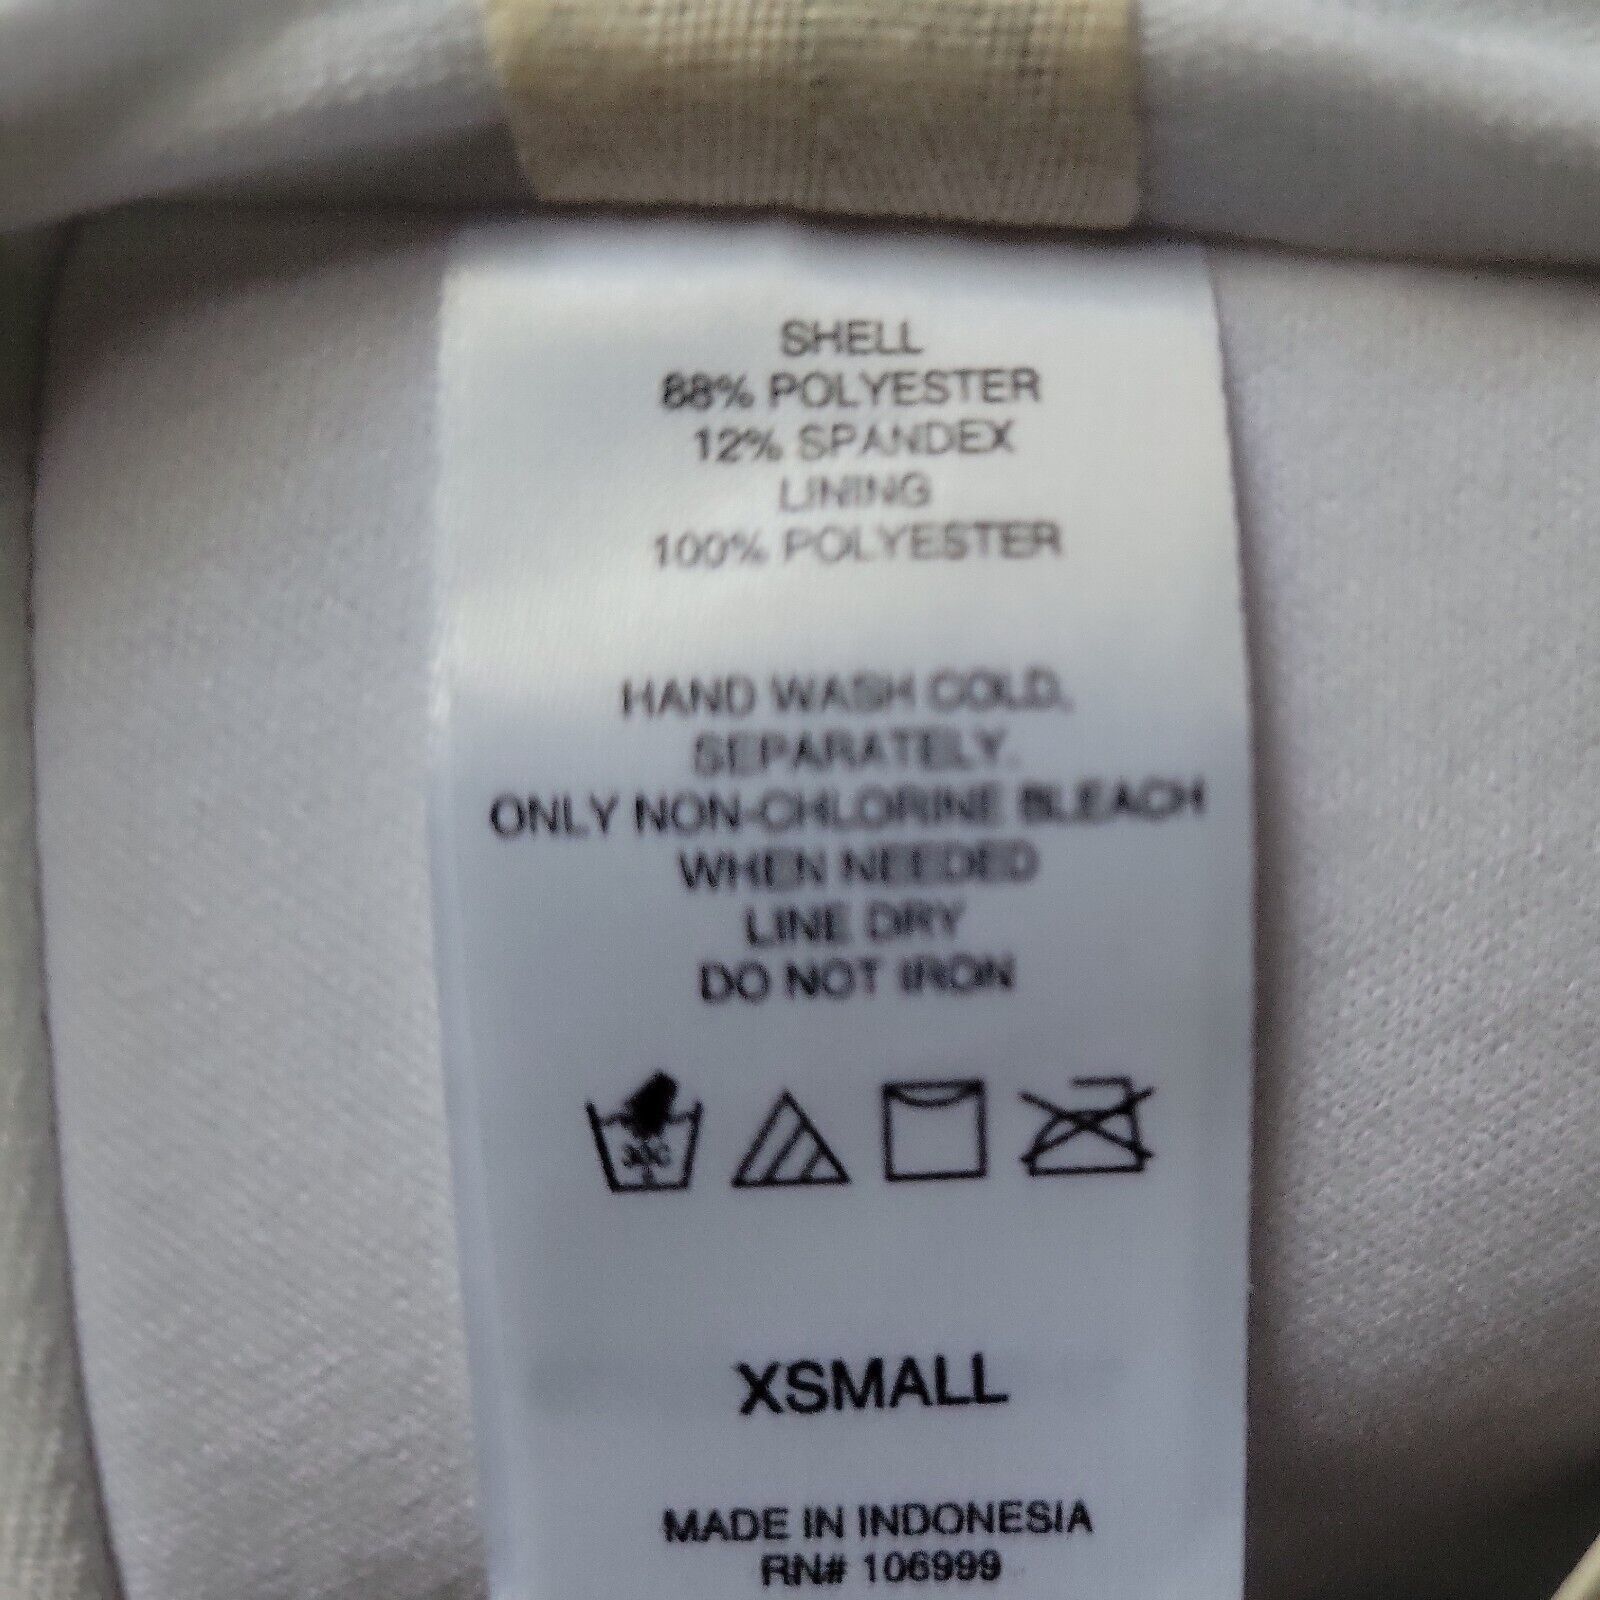 SHELL
88% POLYESTER
12% SPANDEX
LINING
100% POLYESTER
HAND WASH COLD,
SEPARATELY.
ONLY NON-CHLORINE BLEACH
WHEN NEEDED
LINE DRY
DO NOT IRON
30C
XSMALL
MADE IN INDONESIA
RN# 106999